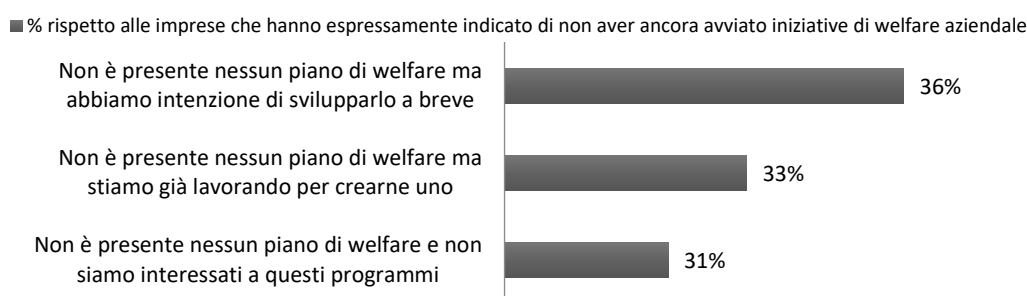 % rispetto alle imprese che hanno espressamente indicato di non aver ancora avviato iniziative di welfare aziendale
Non è presente nessun piano di welfare ma
abbiamo intenzione di svilupparlo a breve
36%
Non è presente nessun piano di welfare ma
stiamo già lavorando per crearne uno
33%
Non è presente nessun piano di welfare e non
siamo interessati a questi programmi
31%